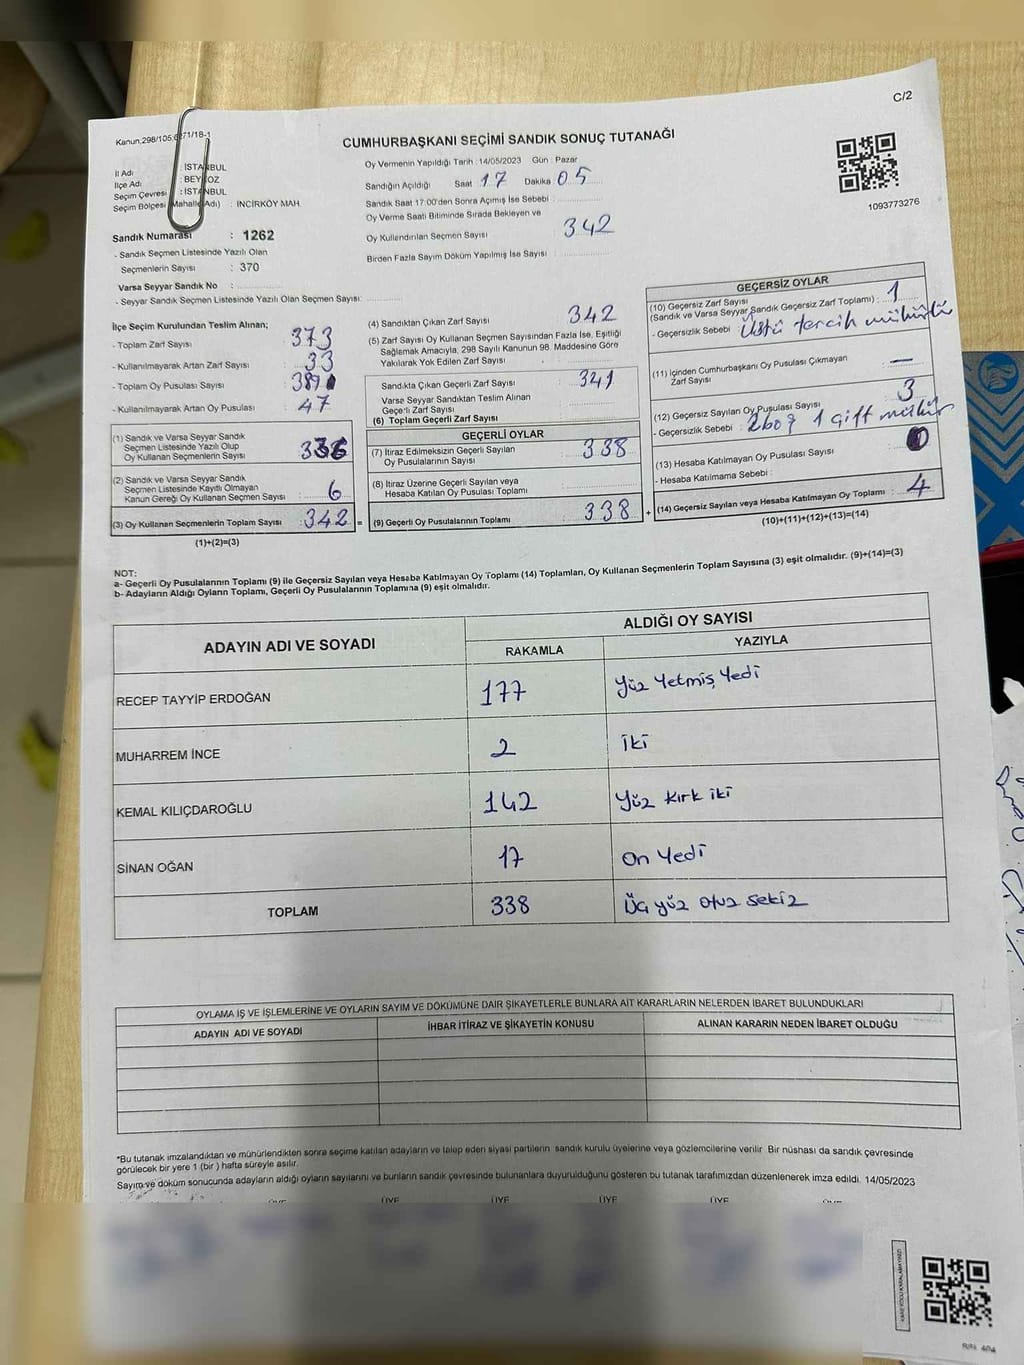 C/2
Kanun:298/105;6271/18-1
CUMHURBAŞKANI SEÇİMİ SANDIK SONUÇ TUTANAĞI
İl Adı : İSTANBUL
İlçe Adı : BEYKOZ
Seçim Çevresi : İSTANBUL
Seçim Bölgesi (Mahalle Adı) : INCİRKÖY MAH.
Sandık Numarası : 1262
- Sandık Seçmen Listesinde Yazılı Olan
Seçmenlerin Sayısı : 370
Varsa Seyyar Sandık No :
- Seyyar Sandık Seçmen Listesinde Yazılı Olan Seçmen Sayısı:
Oy Vermenin Yapıldığı Tarih : 14/05/2023 Gün : Pazar
Sandığın Açıldığı Saat 17 Dakika 05
Sandık Saat 17:00'den Sonra Açımış İse Sebebi :
Oy Verme Saati Bitiminde Sırada Bekleyen ve
Oy Kullandırılan Seçmen Sayısı 342
Birden Fazla Sayım Döküm Yapılmış İse Sayısı :
1093773276
İlçe Seçim Kurulundan Teslim Alınan;
- Toplam Zarf Sayısı : 373
- Kullanılmayarak Artan Zarf Sayısı : 33
- Toplam Oy Pusulası Sayısı : 389
- Kullanılmayarak Artan Oy Pusulası : 47
(1) Sandık ve Varsa Seyyar Sandık
Seçmen Listesinde Yazılı Olup
Oy Kullanan Seçmenlerin Sayısı : 336
(2) Sandık ve Varsa Seyyar Sandık
Seçmen Listesinde Kayıtlı Olmayan
Kanun Gereği Oy Kullanan Seçmen Sayısı : 6
(3) Oy Kullanan Seçmenlerin Toplam Sayısı : 342 =
(1)+(2)=(3)
(4) Sandıktan Çıkan Zarf Sayısı 342
(5) Zarf Sayısı Oy Kullanan Seçmen Sayısından Fazla İse, Eşitliği
Sağlamak Amacıyla, 298 Sayılı Kanunun 98. Maddesine Göre
Yakılarak Yok Edilen Zarf Sayısı
Sandıkta Çıkan Geçerli Zarf Sayısı : 341
Varsa Seyyar Sandıktan Teslim Alınan
Geçerli Zarf Sayısı
(6) Toplam Geçerli Zarf Sayısı
GEÇERLİ OYLAR
(7) İtiraz Edilmeksizin Geçerli Sayılan
Oy Pusulalarının Sayısı : 338
(8) İtiraz Üzerine Geçerli Sayılan veya
Hesaba Katılan Oy Pusulası Toplamı
(9) Geçerli Oy Pusulalarının Toplamı : 338 +
GEÇERSİZ OYLAR
(10) Geçersiz Zarf Sayısı
(Sandık ve Varsa Seyyar Sandık Geçersiz Zarf Toplamı) : 1
- Geçersizlik Sebebi : Üstü tercih mühürlü
(11) İçinden Cumhurbaşkanı Oy Pusulası Çıkmayan
Zarf Sayısı : —
(12) Geçersiz Sayılan Oy Pusulası Sayısı : 3
- Geçersizlik Sebebi : 2 boş 1 çift mühür
(13) Hesaba Katılmayan Oy Pusulası Sayısı : 0
- Hesaba Katılmama Sebebi :
(14) Geçersiz Sayılan veya Hesaba Katılmayan Oy Toplamı : 4
(10)+(11)+(12)+(13)=(14)
NOT:
a- Geçerli Oy Pusulalarının Toplamı (9) ile Geçersiz Sayılan veya Hesaba Katılmayan Oy Toplamı (14) Toplamları, Oy Kullanan Seçmenlerin Toplam Sayısına (3) eşit olmalıdır. (9)+(14)=(3)
b- Adayların Aldığı Oyların Toplamı, Geçerli Oy Pusulalarının Toplamına (9) eşit olmalıdır.
ADAYIN ADI VE SOYADI ALDIĞI OY SAYISI
RAKAMLA YAZIYLA
RECEP TAYYİP ERDOĞAN 177 Yüz Yetmiş Yedi
MUHARREM İNCE 2 İki
KEMAL KILIÇDAROĞLU 142 Yüz Kırk iki
SİNAN OĞAN 17 On Yedi
TOPLAM 338 Üç yüz otuz sekiz
OYLAMA İŞ VE İŞLEMLERİNE VE OYLARIN SAYIM VE DÖKÜMÜNE DAİR ŞİKAYETLERLE BUNLARA AİT KARARLARIN NELERDEN İBARET BULUNDUKLARI
ADAYIN ADI VE SOYADI İHBAR İTİRAZ VE ŞİKAYETİN KONUSU ALINAN KARARIN NEDEN İBARET OLDUĞU
*Bu tutanak imzalandıktan ve mühürlendikten sonra seçime katılan adayların ve talep eden siyasi partilerin sandık kurulu üyelerine veya gözlemcilerine verilir. Bir nüshası da sandık çevresinde
görülecek bir yere 1 (bir) hafta süreyle asılır.
Sayım ve döküm sonucunda adayların aldığı oyların sayılarını ve bunların sandık çevresinde bulunanlara duyurulduğunu gösteren bu tutanak tarafımızdan düzenlenerek imza edildi. 14/05/2023
ÜYE ÜYE ÜYE ÜYE ÜYE ÜYE